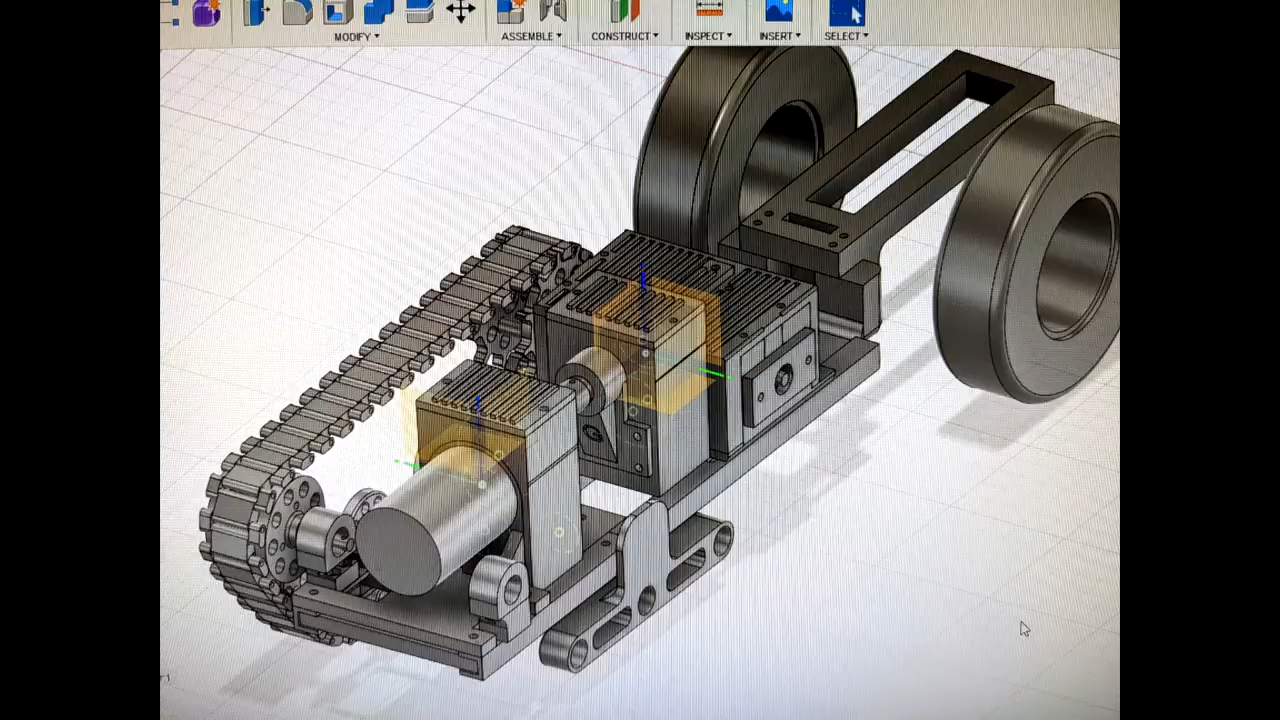 MODIFY ▾ ASSEMBLE ▾ CONSTRUCT ▾ INSPECT ▾ INSERT ▾ SELECT ▾